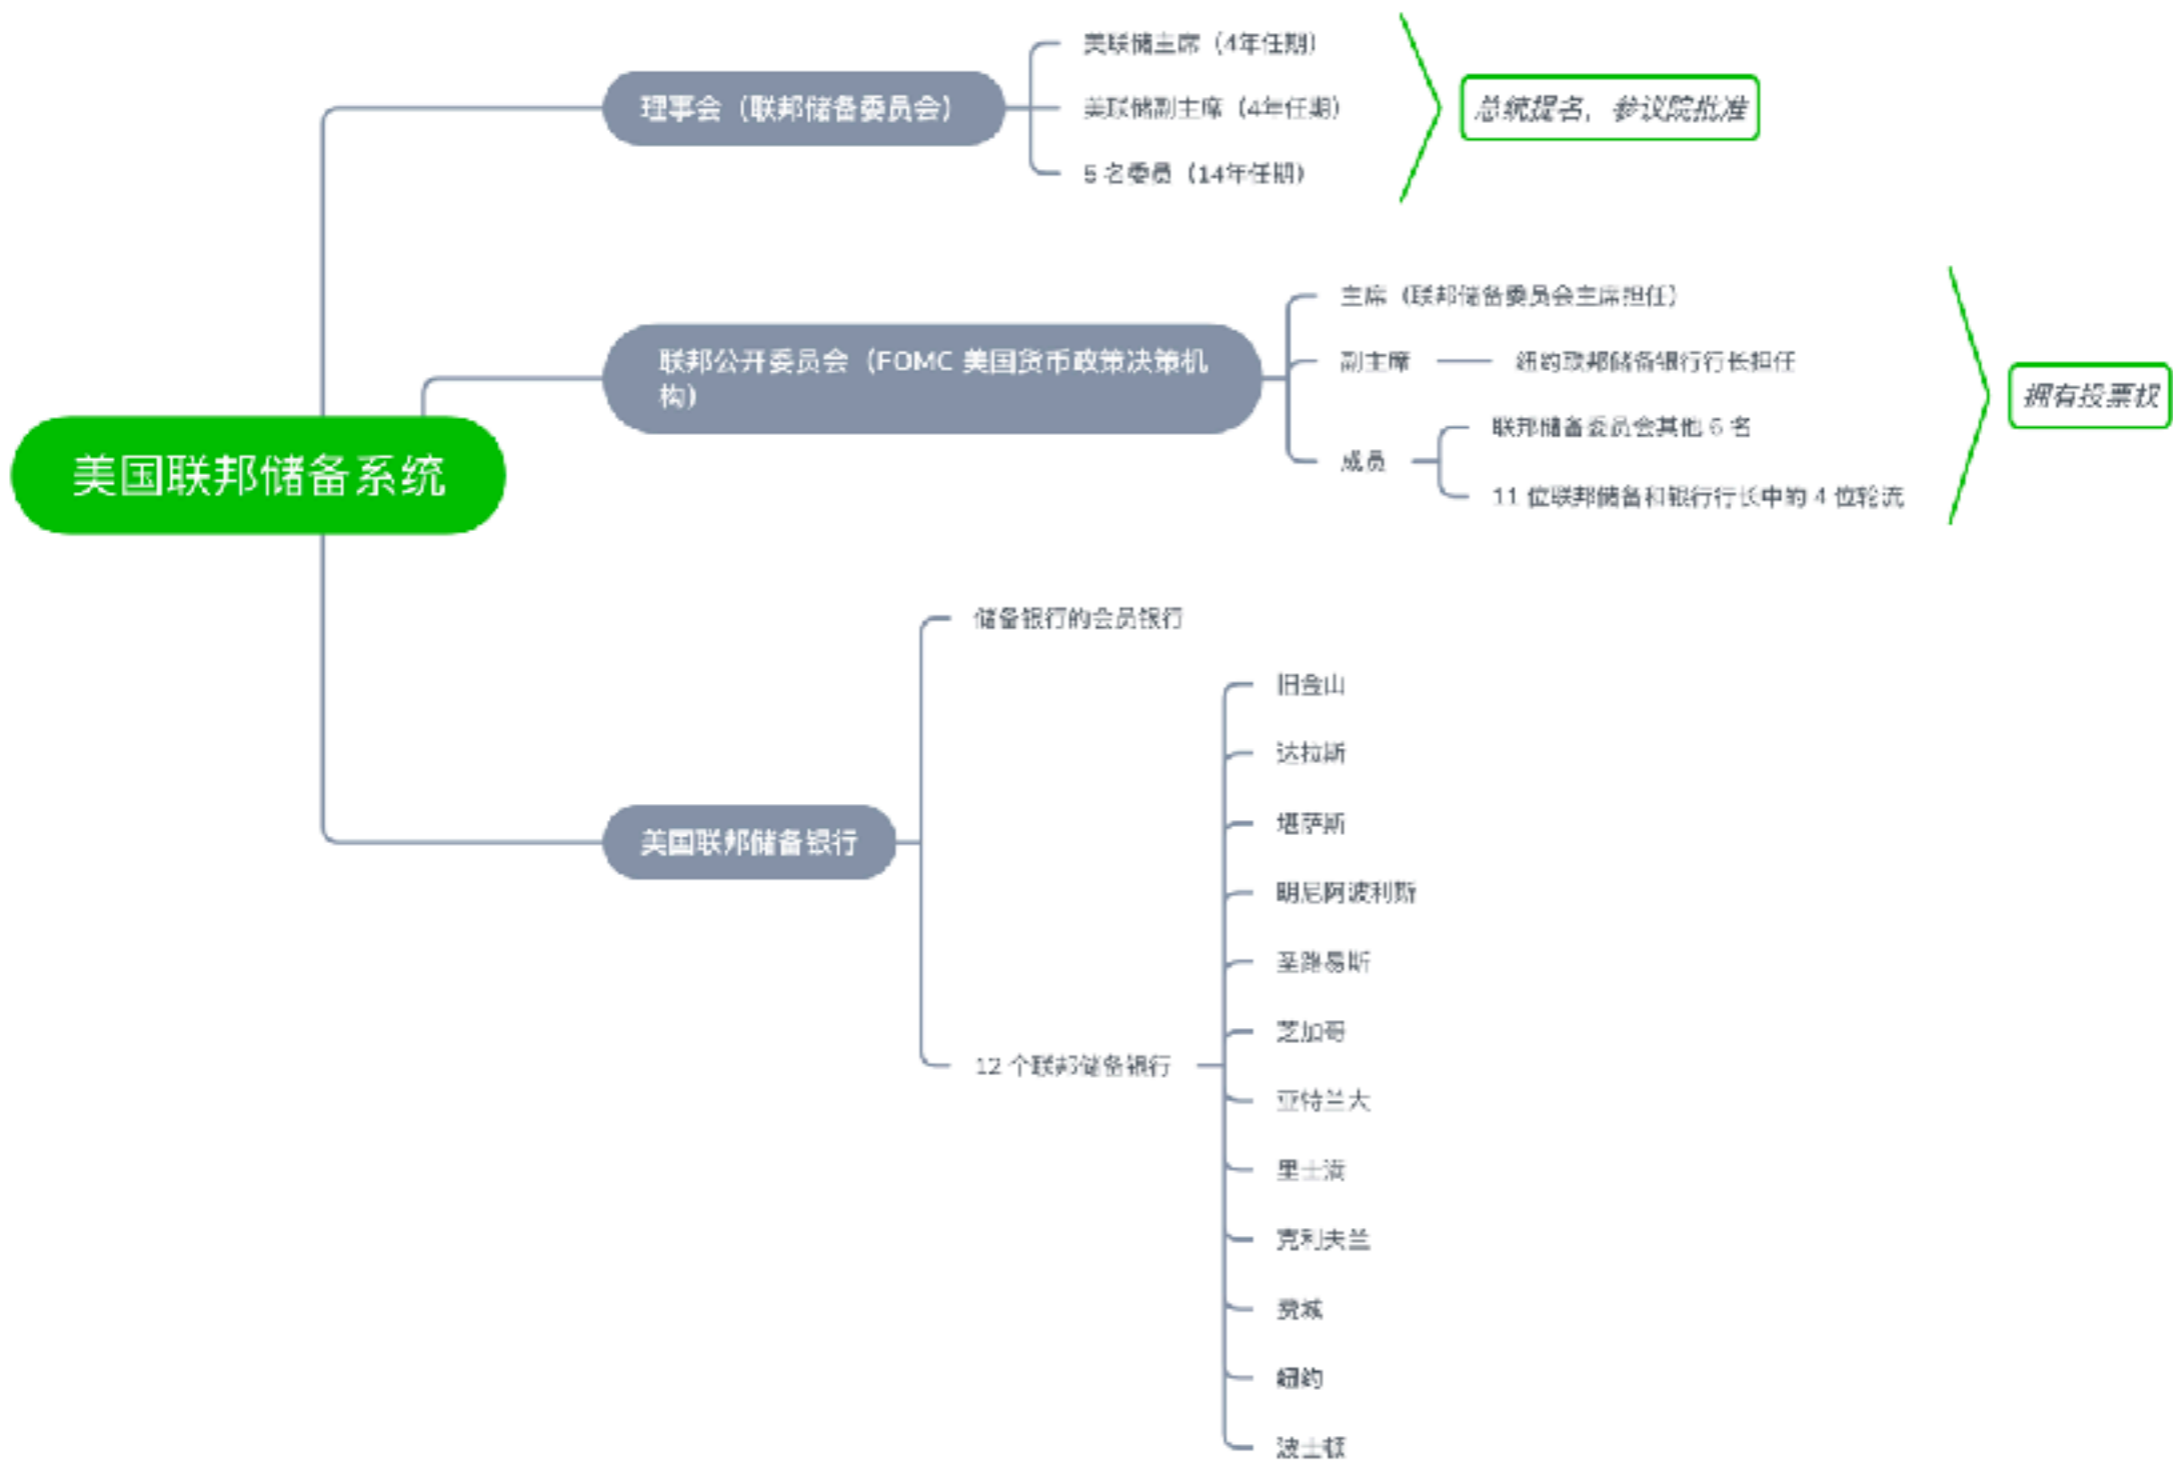 美联储主席（4年任期）
理事会（联邦储备委员会）
美联储副主席（4年任期）
总统提名，参议院批准
5 名委员（14年任期）
主席（联邦储备委员会主席担任）
联邦公开委员会（FOMC 美国货币政策决策机
构）
副主席
纽约联邦储备银行行长担任
拥有投票权
联邦储备委员会其他 6 名
成员
11 位联邦储备和银行行长中的 4 位轮流
美国联邦储备系统
储备银行的会员银行
旧金山
达拉斯
堪萨斯
美国联邦储备银行
明尼阿波利斯
圣路易斯
芝加哥
12 个联邦储备银行
亚特兰大
里士满
克利夫兰
费城
纽约
波士顿